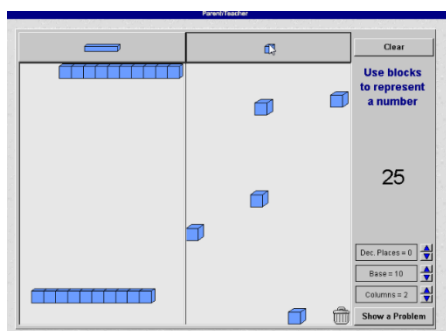 Parent/Teacher
Clear
Use blocks
to represent
a number
25
Dec. Places = 0
Base = 10
Columns = 2
Show a Problem